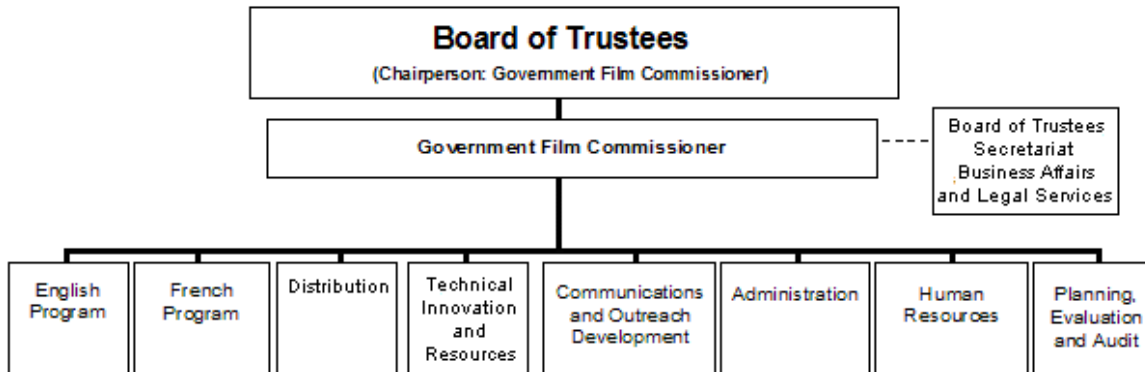 Board of Trustees
(Chairperson: Government Film Commissioner)
Government Film Commissioner
Board of Trustees
Secretariat
Business Affairs
and Legal Services
English
Program
French
Program
Distribution
Technical
Innovation
and
Resources
Communications
and Outreach
Development
Administration
Human
Resources
Planning,
Evaluation
and Audit